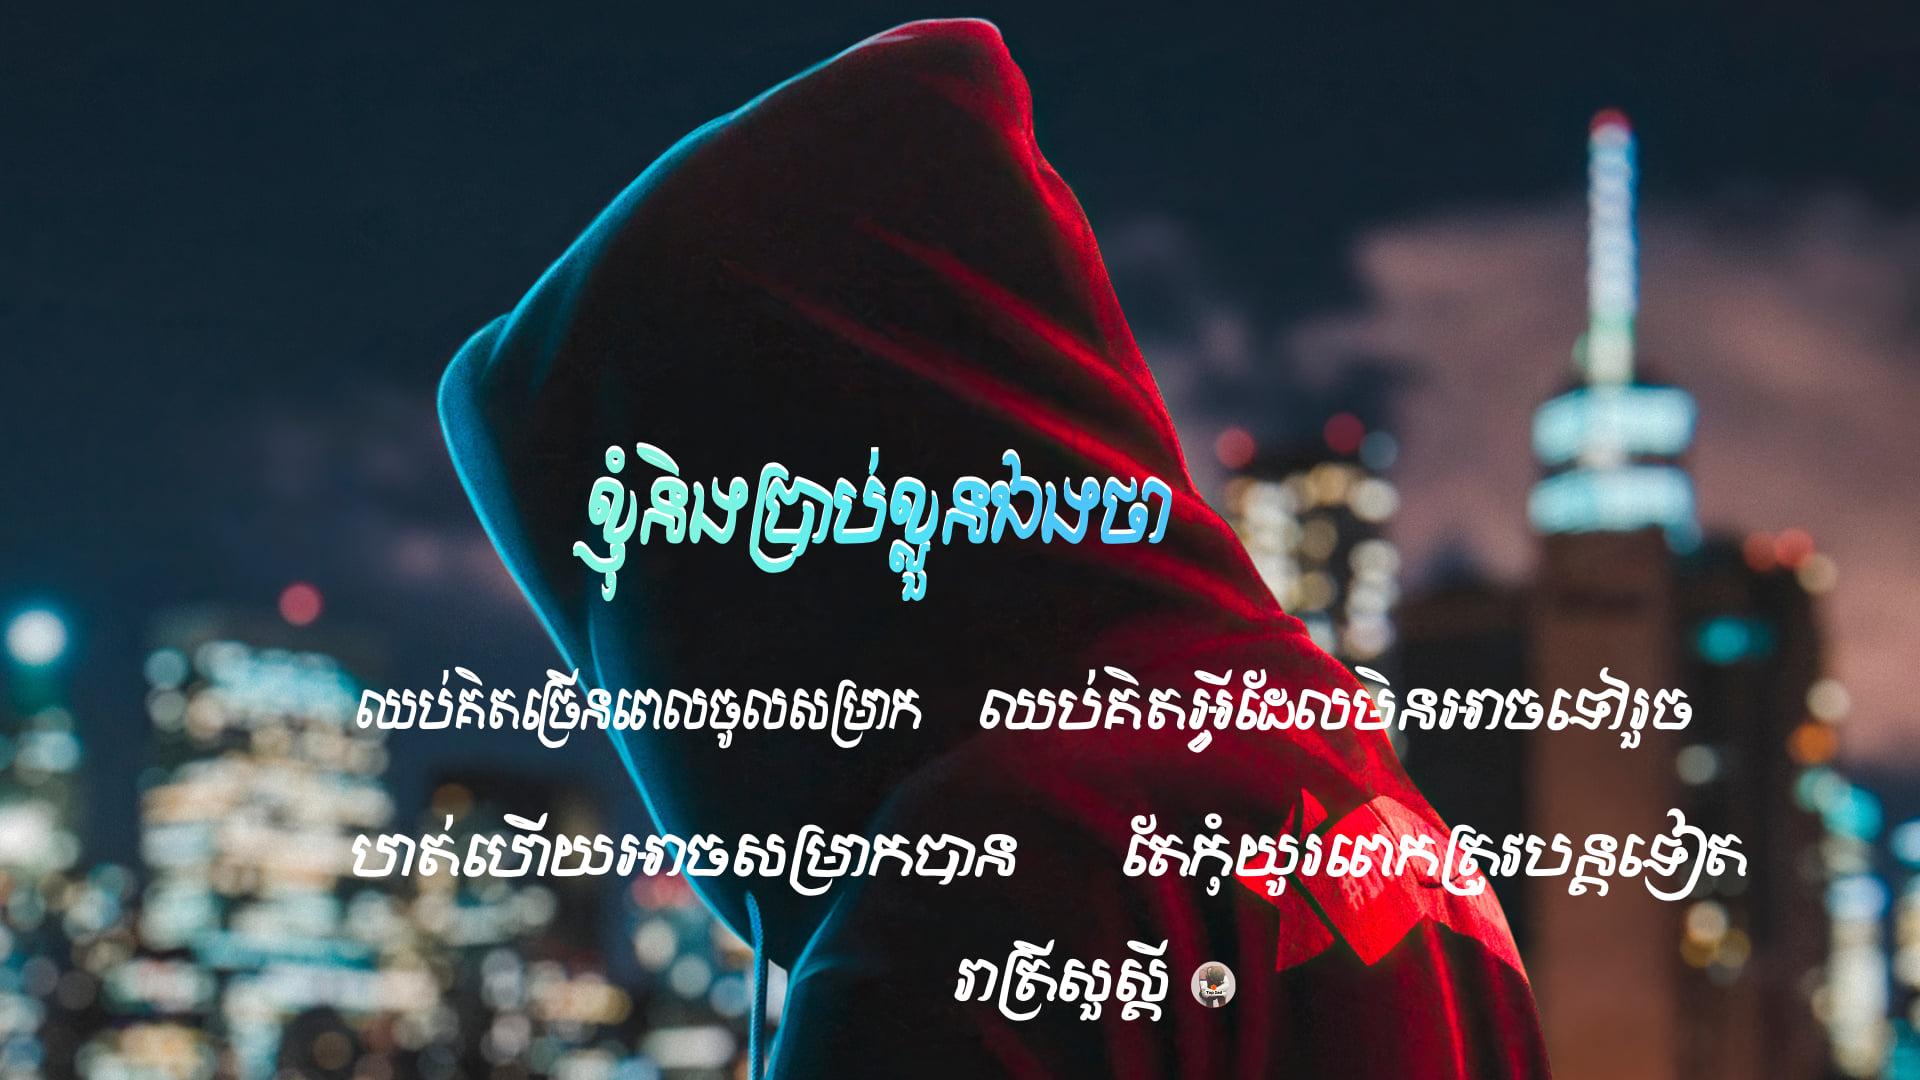 ខ្ញុំនិងប្រាប់ខ្លួនឯងថា
ឈប់គិតច្រើនពេលចូលសម្រាក ឈប់គិតអ្វីដែលមិនអាចទៅរួច
ហត់ហើយអាចសម្រាកបាន តែកុំយូរពេកត្រូវបន្តទៀត
រាត្រីសួស្តី